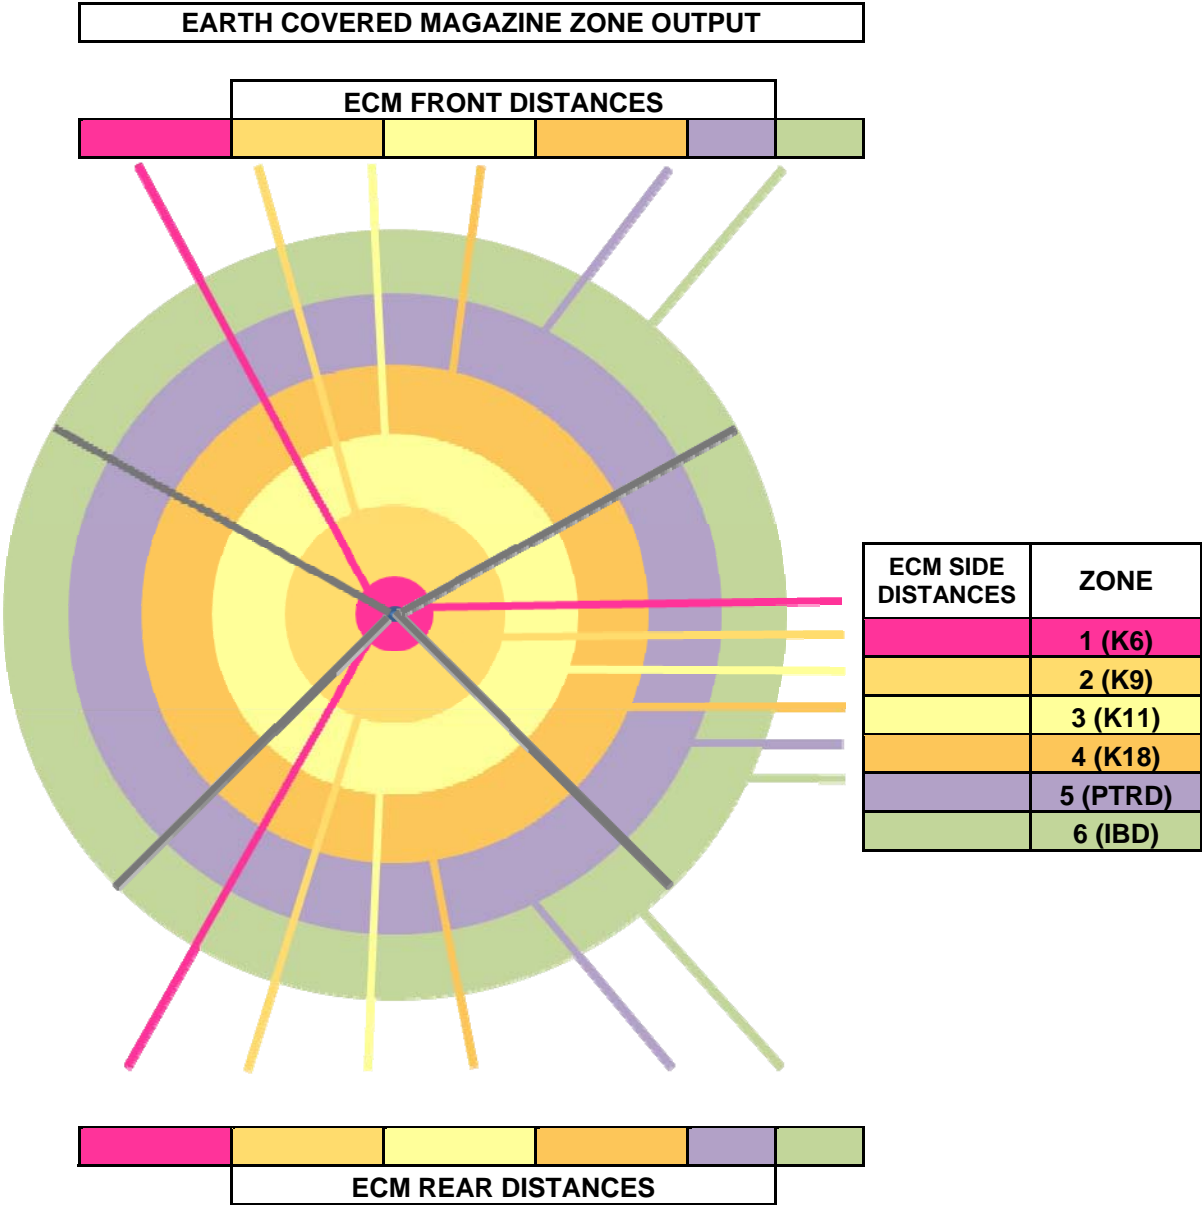 EARTH COVERED MAGAZINE ZONE OUTPUT
ECM FRONT DISTANCES
ECM SIDE
DISTANCES
ZONE
1 (K6)
2 (K9)
3 (K11)
4 (K18)
5 (PTRD)
6 (IBD)
ECM REAR DISTANCES